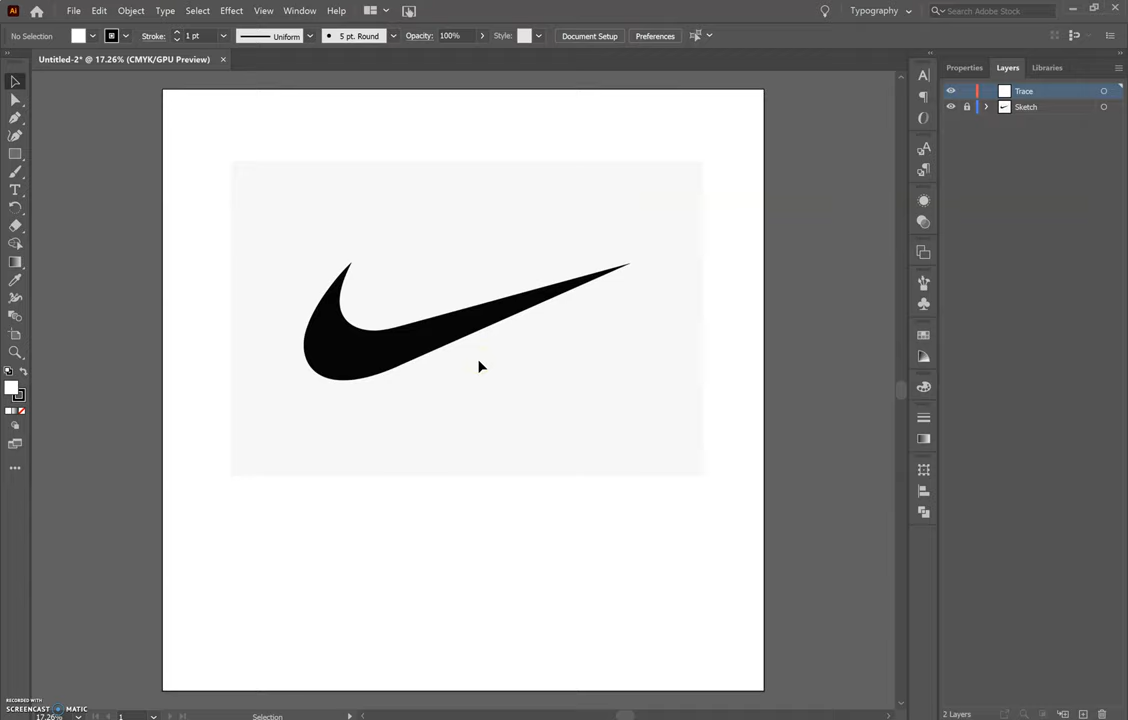 Ai File Edit Object Type Select Effect View Window Help Typography Search Adobe Stock
No Selection Stroke: 1 pt Uniform 5 pt. Round Opacity: 100% Style: Document Setup Preferences
Untitled-2* @ 17.26% (CMYK/GPU Preview) ×
Properties Layers Libraries
Trace
Sketch
RECORDED WITH
SCREENCAST MATIC
17.26% 1 Selection 2 Layers